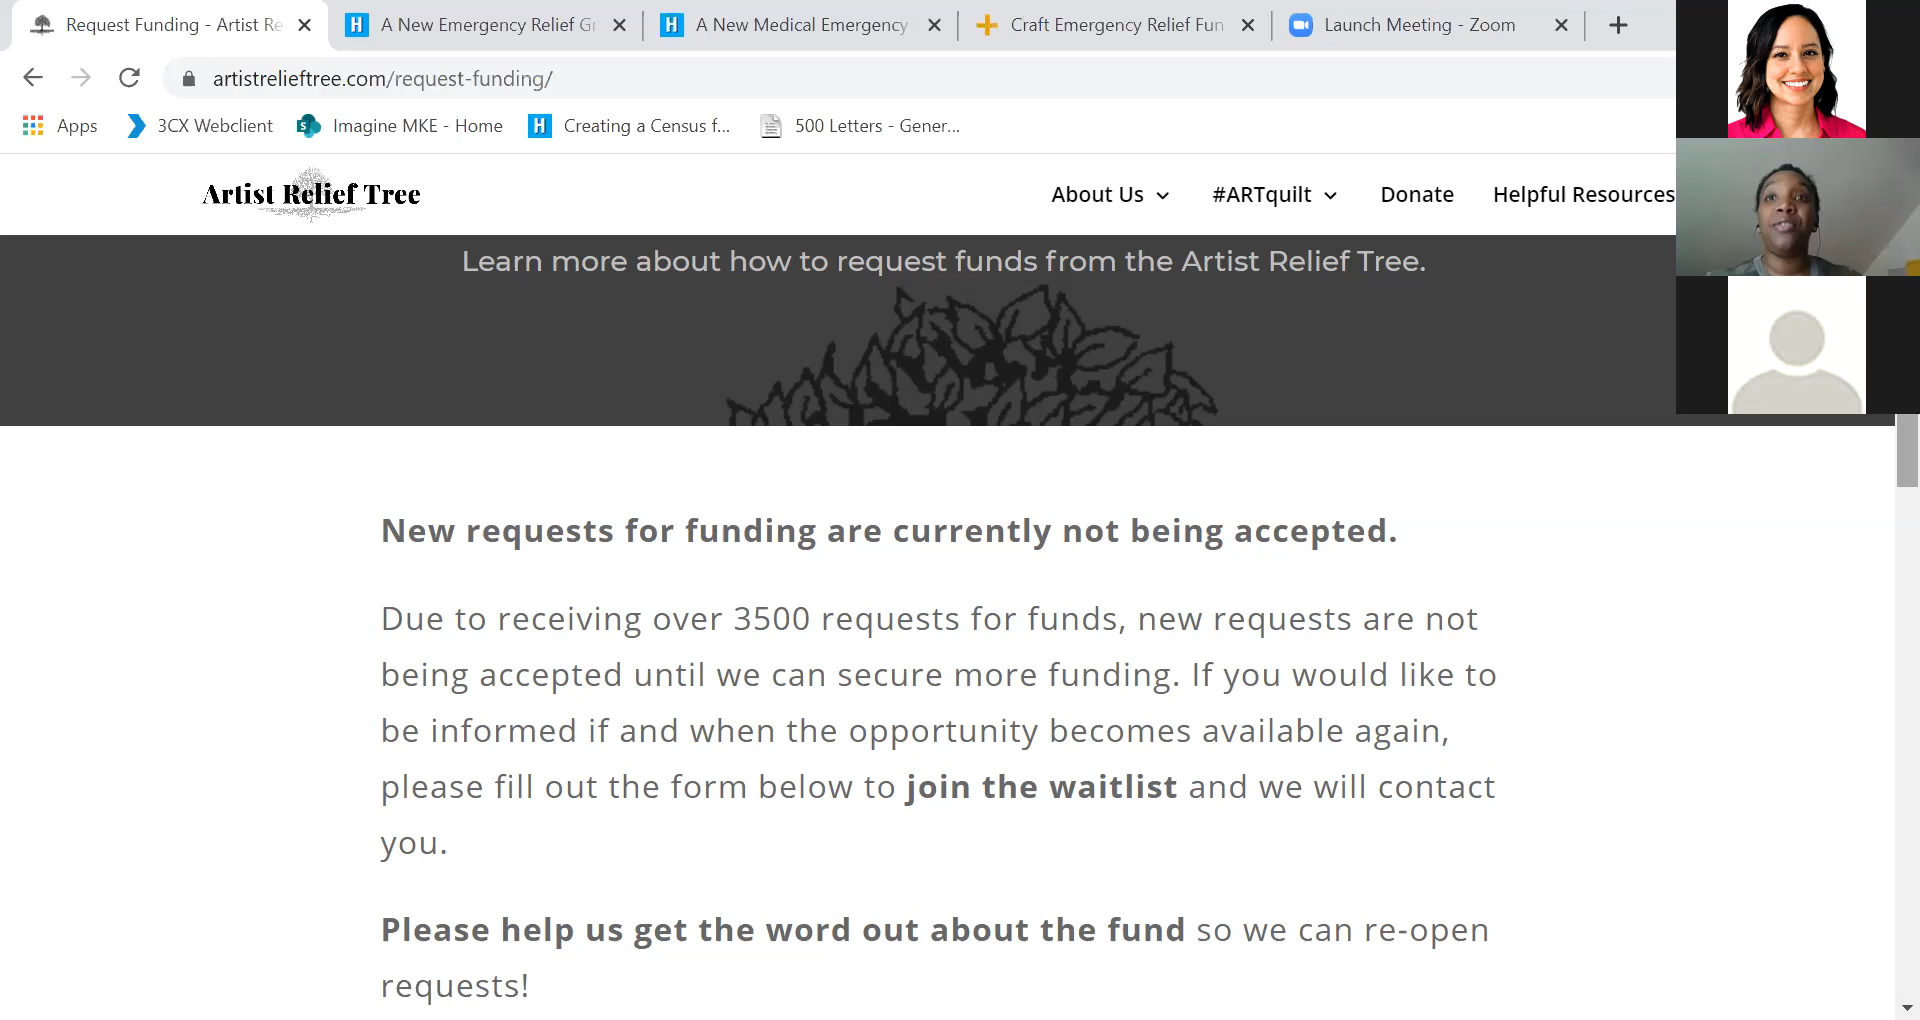 Request Funding - Artist Re
A New Emergency Relief Gr
A New Medical Emergency
Craft Emergency Relief Fun
Launch Meeting - Zoom
artistrelieftree.com/request-funding/
Apps
3CX Webclient
Imagine MKE - Home
Creating a Census f...
500 Letters - Gener...
Artist Relief Tree
About Us
#ARTquilt
Donate
Helpful Resources
Learn more about how to request funds from the Artist Relief Tree.
New requests for funding are currently not being accepted.
Due to receiving over 3500 requests for funds, new requests are not
being accepted until we can secure more funding. If you would like to
be informed if and when the opportunity becomes available again,
please fill out the form below to join the waitlist and we will contact
you.
Please help us get the word out about the fund so we can re-open
requests!